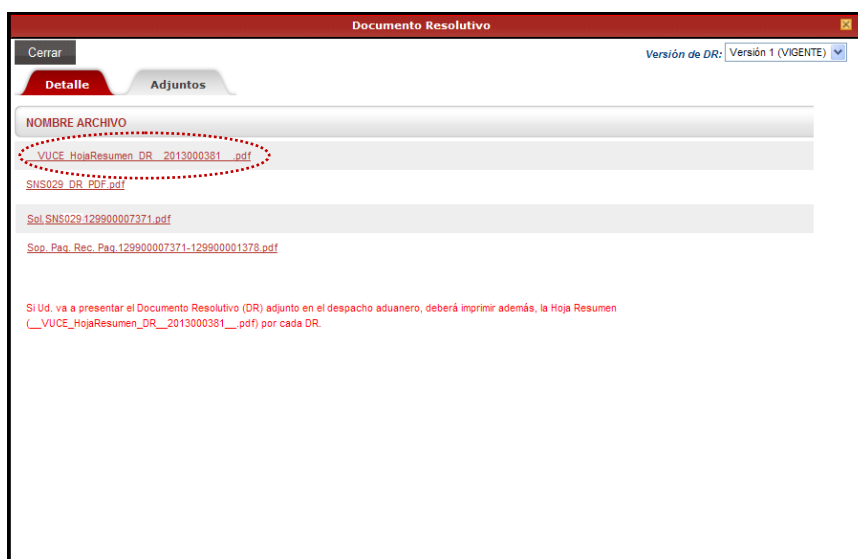 Documento Resolutivo
Cerrar
Versión de DR: Versión 1 (VIGENTE)
Detalle Adjuntos
NOMBRE ARCHIVO
__VUCE_HojaResumen_DR__2013000381__.pdf
SNS029_DR_PDF.pdf
Sol.SNS029-129900007371.pdf
Sop. Pag. Rec. Pag.129900007371-129900001378.pdf
Si Ud. va a presentar el Documento Resolutivo (DR) adjunto en el despacho aduanero, deberá imprimir además, la Hoja Resumen
(__VUCE_HojaResumen_DR__2013000381__.pdf) por cada DR.